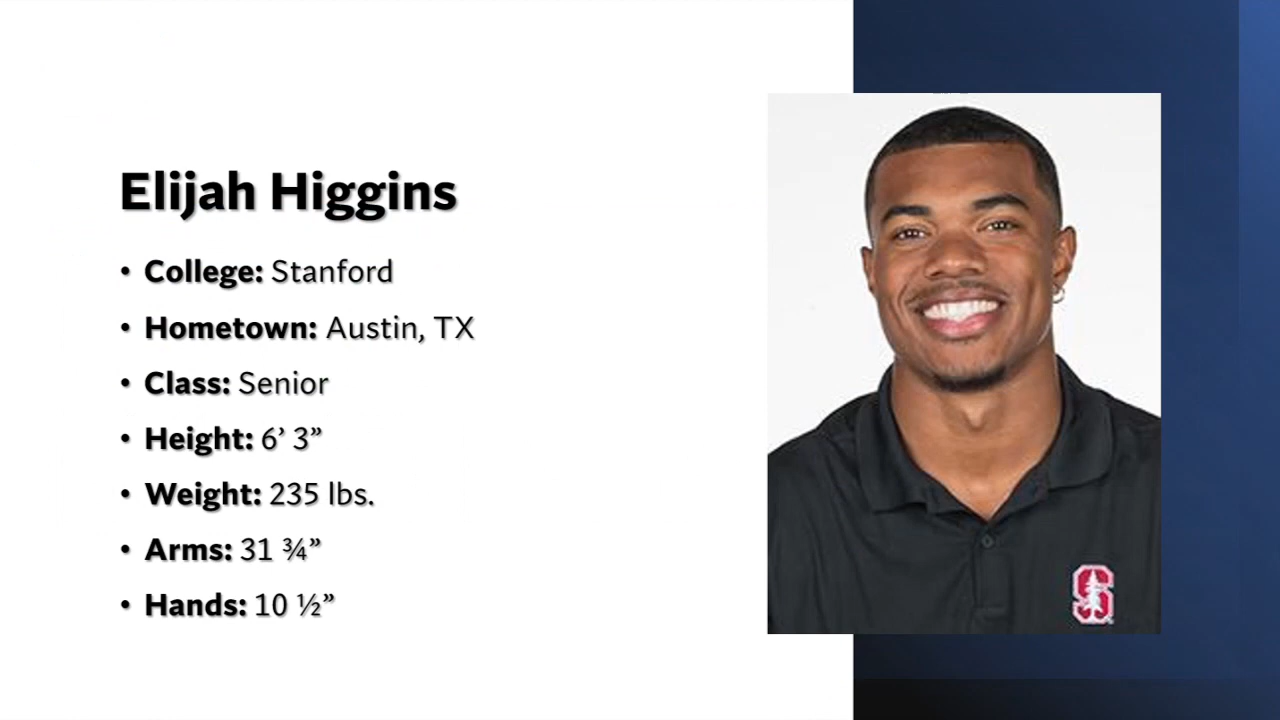 Elijah Higgins
• College: Stanford
• Hometown: Austin, TX
• Class: Senior
• Height: 6’ 3”
• Weight: 235 lbs.
• Arms: 31 ¾”
• Hands: 10 ½”
S